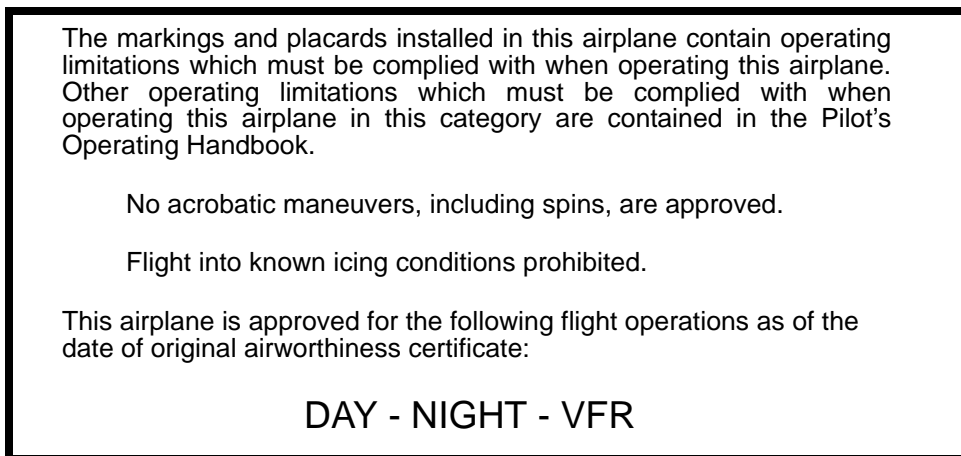 The markings and placards installed in this airplane contain operating
limitations which must be complied with when operating this airplane.
Other operating limitations which must be complied with when
operating this airplane in this category are contained in the Pilot's
Operating Handbook.
No acrobatic maneuvers, including spins, are approved.
Flight into known icing conditions prohibited.
This airplane is approved for the following flight operations as of the
date of original airworthiness certificate:
DAY - NIGHT - VFR